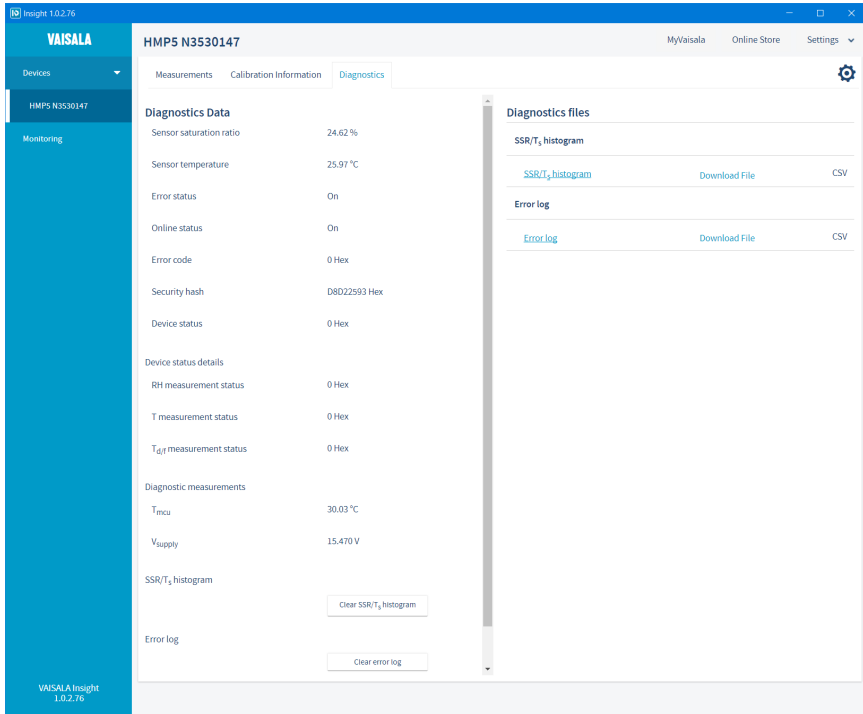 Insight 1.0.2.76
VAISALA
HMP5 N3530147
MyVaisala Online Store Settings
Devices
HMP5 N3530147
Monitoring
Measurements Calibration Information Diagnostics
Diagnostics Data
Sensor saturation ratio 24.62 %
Sensor temperature 25.97 °C
Error status On
Online status On
Error code 0 Hex
Security hash D8D22593 Hex
Device status 0 Hex
Device status details
RH measurement status 0 Hex
T measurement status 0 Hex
Td/f measurement status 0 Hex
Diagnostic measurements
Tmcu 30.03 °C
Vsupply 15.470 V
SSR/Ts histogram
Clear SSR/Ts histogram
Error log
Clear error log
Diagnostics files
SSR/Ts histogram
SSR/Ts histogram Download File CSV
Error log
Error log Download File CSV
VAISALA Insight
1.0.2.76